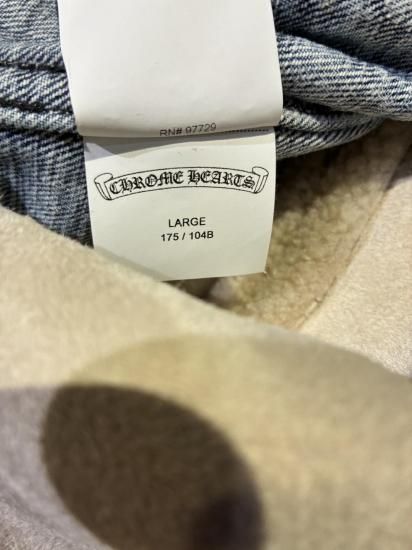 RN# 97729
CHROME HEARTS
LARGE
175 / 104B